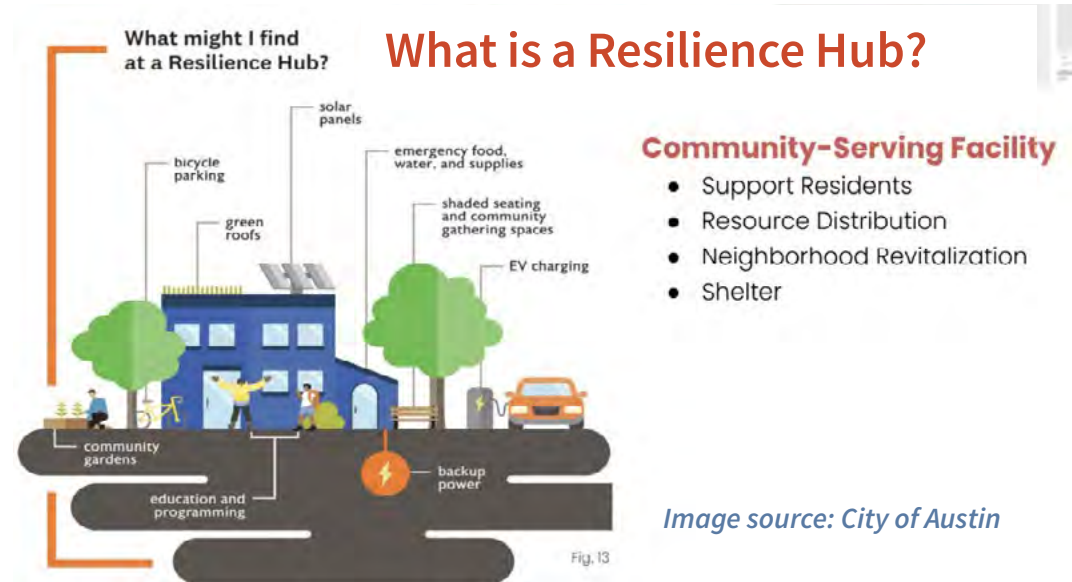 What is a Resilience Hub?
What might I find
at a Resilience Hub?
solar
panels
bicycle
parking
emergency food,
water, and supplies
green
roofs
shaded seating
and community
gathering spaces
EV charging
community
gardens
education and
programming
backup
power
Fig. 13
Community-Serving Facility
● Support Residents
● Resource Distribution
● Neighborhood Revitalization
● Shelter
Image source: City of Austin